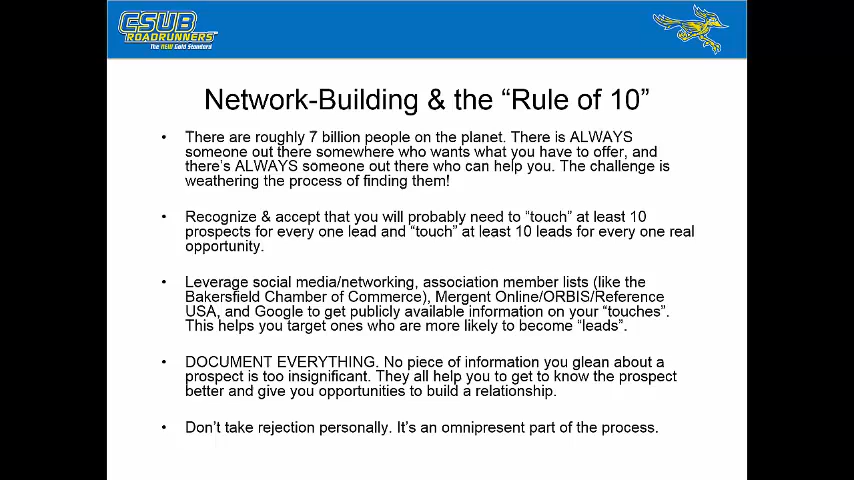 CSUB
ROADRUNNERS
The NEW Gold Standard
Network-Building & the “Rule of 10”
• There are roughly 7 billion people on the planet. There is ALWAYS
someone out there somewhere who wants what you have to offer, and
there’s ALWAYS someone out there who can help you. The challenge is
weathering the process of finding them!
• Recognize & accept that you will probably need to “touch” at least 10
prospects for every one lead and “touch” at least 10 leads for every one real
opportunity.
• Leverage social media/networking, association member lists (like the
Bakersfield Chamber of Commerce), Mergent Online/ORBIS/Reference
USA, and Google to get publicly available information on your “touches”.
This helps you target ones who are more likely to become “leads”.
• DOCUMENT EVERYTHING. No piece of information you glean about a
prospect is too insignificant. They all help you to get to know the prospect
better and give you opportunities to build a relationship.
• Don’t take rejection personally. It’s an omnipresent part of the process.